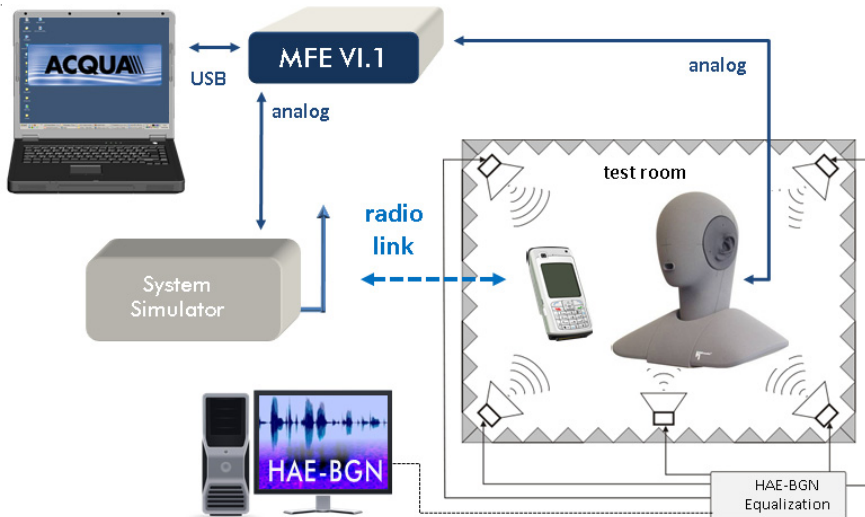 ACQUA
USB
MFE VI.1
analog
analog
test room
radio
link
System
Simulator
HAE-BGN
HAE-BGN
Equalization